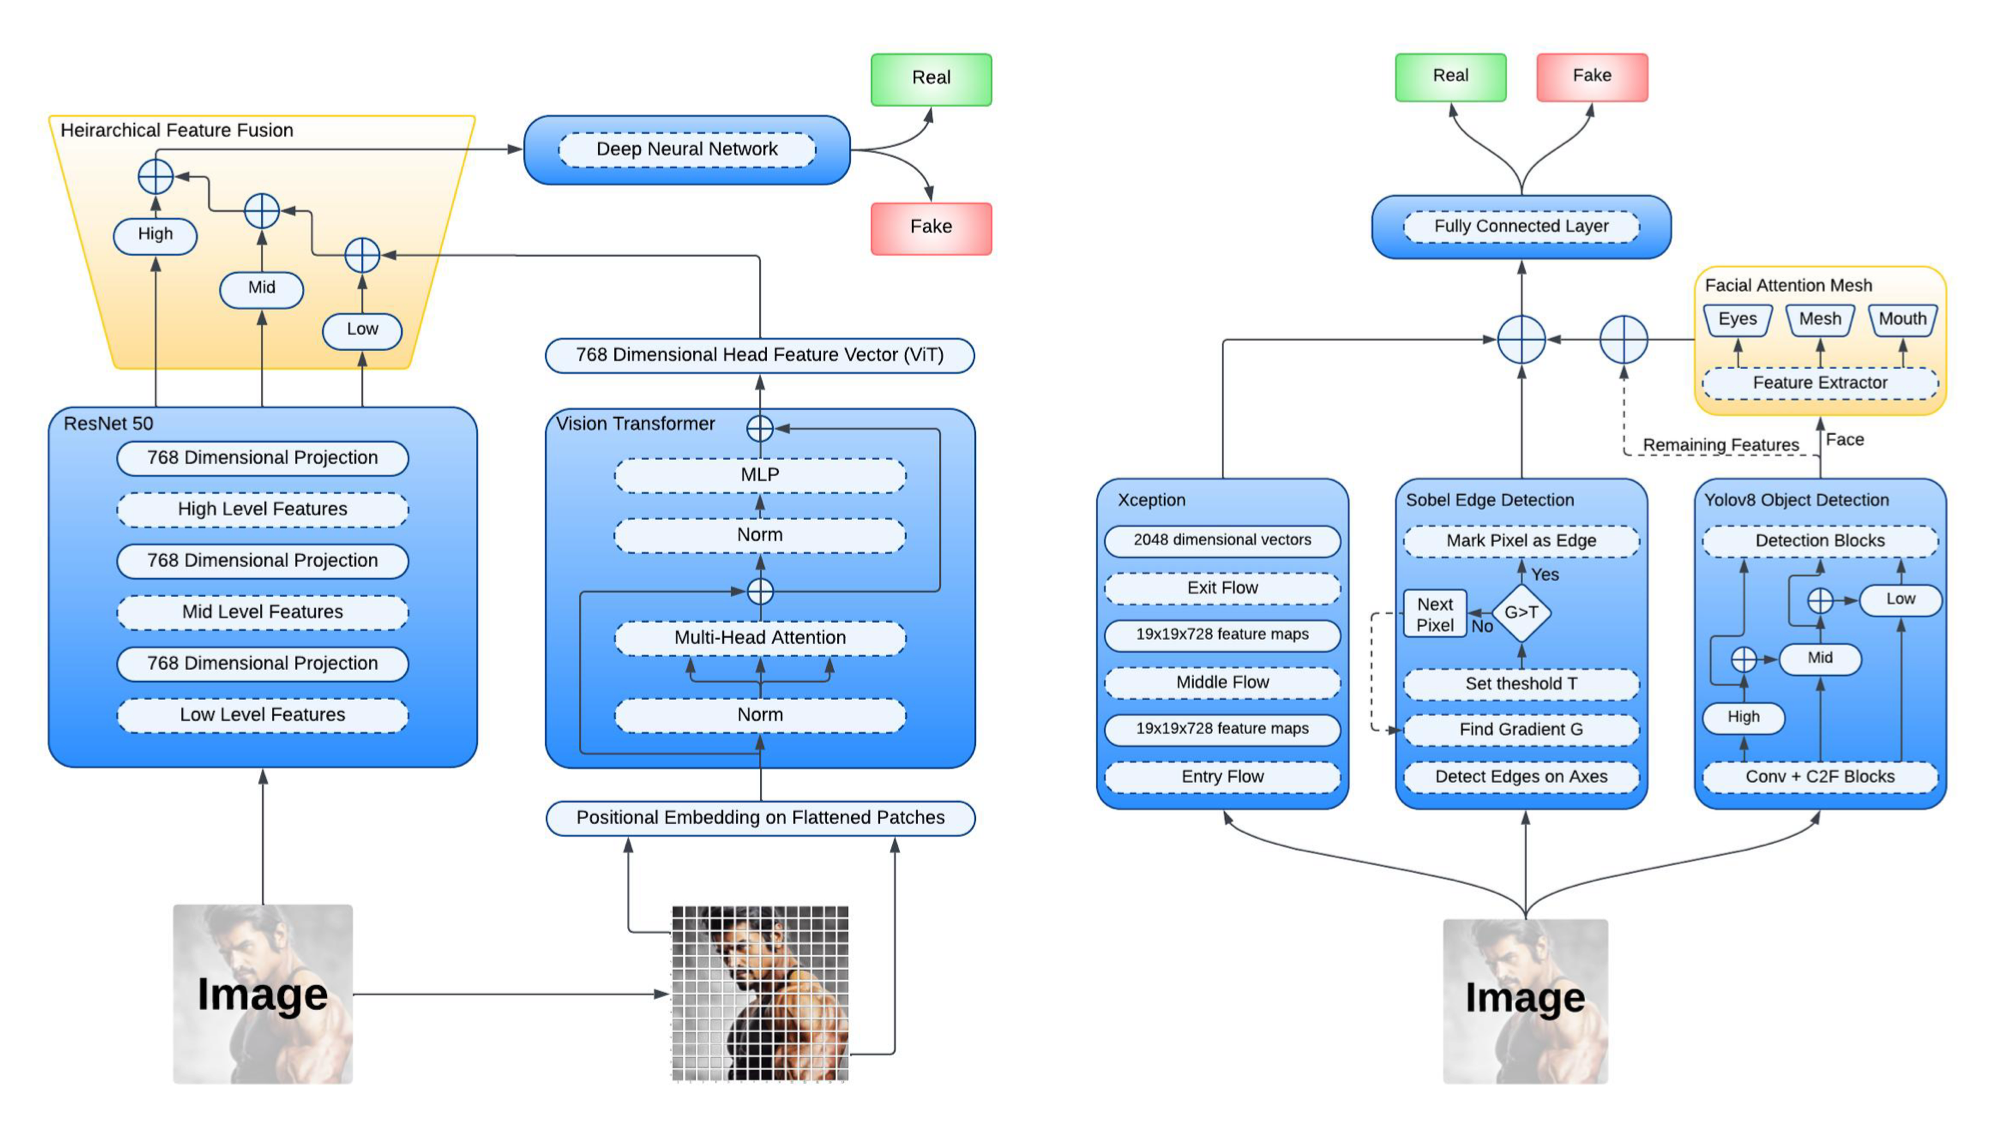 Real
Heirarchical Feature Fusion
Deep Neural Network
High
Fake
Mid
Low
768 Dimensional Head Feature Vector (ViT)
ResNet 50
768 Dimensional Projection
High Level Features
768 Dimensional Projection
Mid Level Features
768 Dimensional Projection
Low Level Features
Vision Transformer
MLP
Norm
Multi-Head Attention
Norm
Positional Embedding on Flattened Patches
Image
Real
Fake
Fully Connected Layer
Facial Attention Mesh
Eyes
Mesh
Mouth
Feature Extractor
Remaining Features
Face
Xception
2048 dimensional vectors
Exit Flow
19x19x728 feature maps
Middle Flow
19x19x728 feature maps
Entry Flow
Sobel Edge Detection
Mark Pixel as Edge
Yes
Next
Pixel
No
G>T
Set theshold T
Find Gradient G
Detect Edges on Axes
Yolov8 Object Detection
Detection Blocks
Low
Mid
High
Conv + C2F Blocks
Image